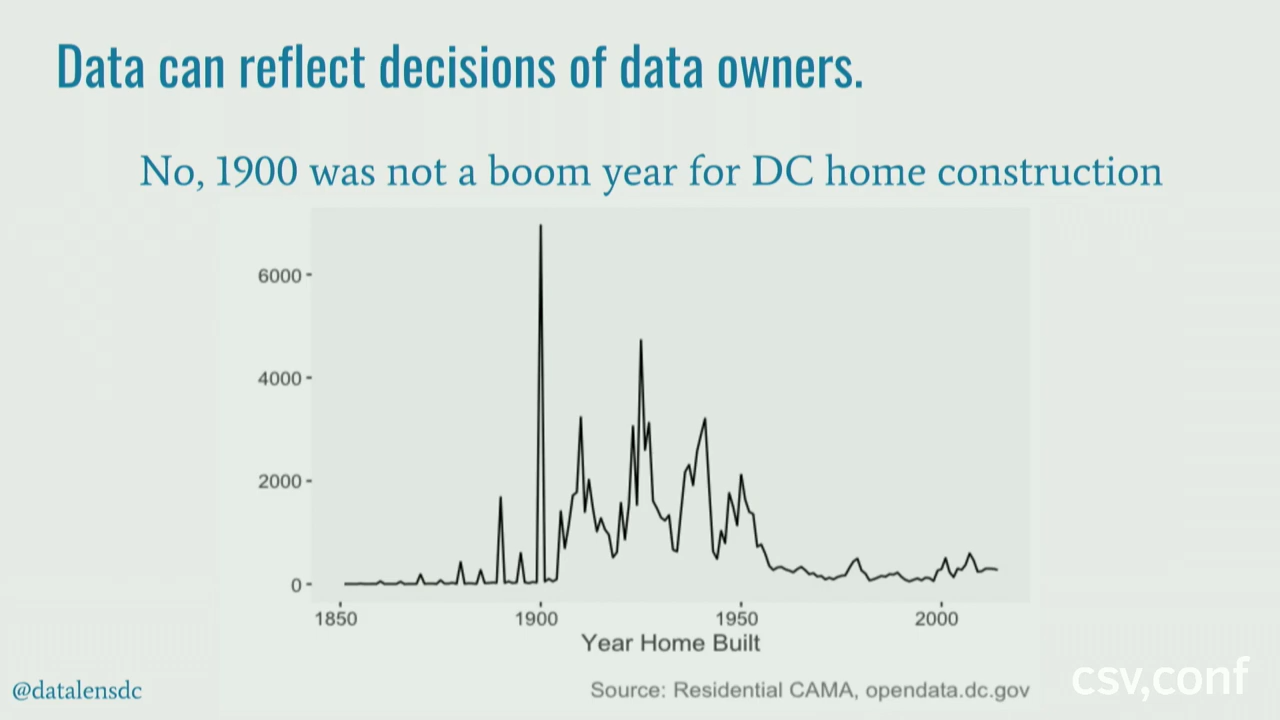 Data can reflect decisions of data owners.
No, 1900 was not a boom year for DC home construction
6000
4000
2000
0
1850 1900 1950 2000
Year Home Built
Source: Residential CAMA, opendata.dc.gov
@datalensdc
csv,conf